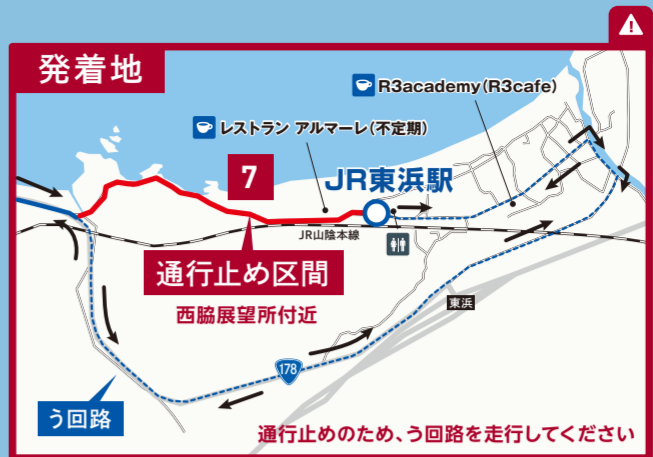 発着地
R3academy(R3cafe)
レストラン アルマーレ(不定期)
7
JR東浜駅
JR山陰本線
通行止め区間
西脇展望所付近
東浜
178
う回路
通行止めのため、う回路を走行してください